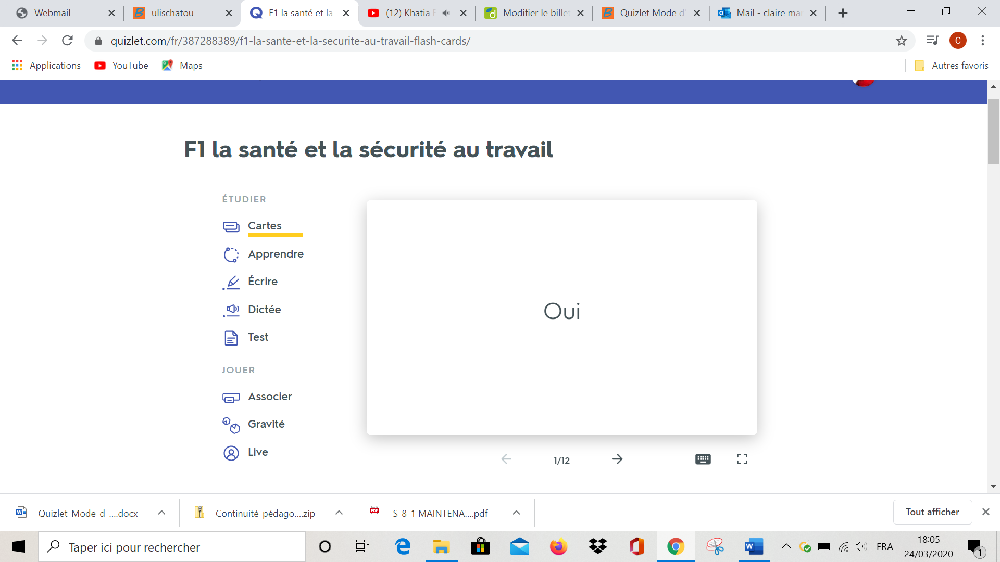 Webmail
ulischatou
F1 la santé et la
(12) Khatia
Modifier le billet
Quizlet Mode d'
Mail - claire mar
quizlet.com/fr/387288389/f1-la-sante-et-la-securite-au-travail-flash-cards/
C
Applications
YouTube
Maps
Autres favoris
F1 la santé et la sécurité au travail
ÉTUDIER
Cartes
Apprendre
Écrire
Dictée
Test
JOUER
Associer
Gravité
Live
Oui
1/12
Quizlet_Mode_d_....docx
Continuité_pédago....zip
S-8-1 MAINTENA....pdf
Tout afficher
Taper ici pour rechercher
FRA
18:05
24/03/2020
1